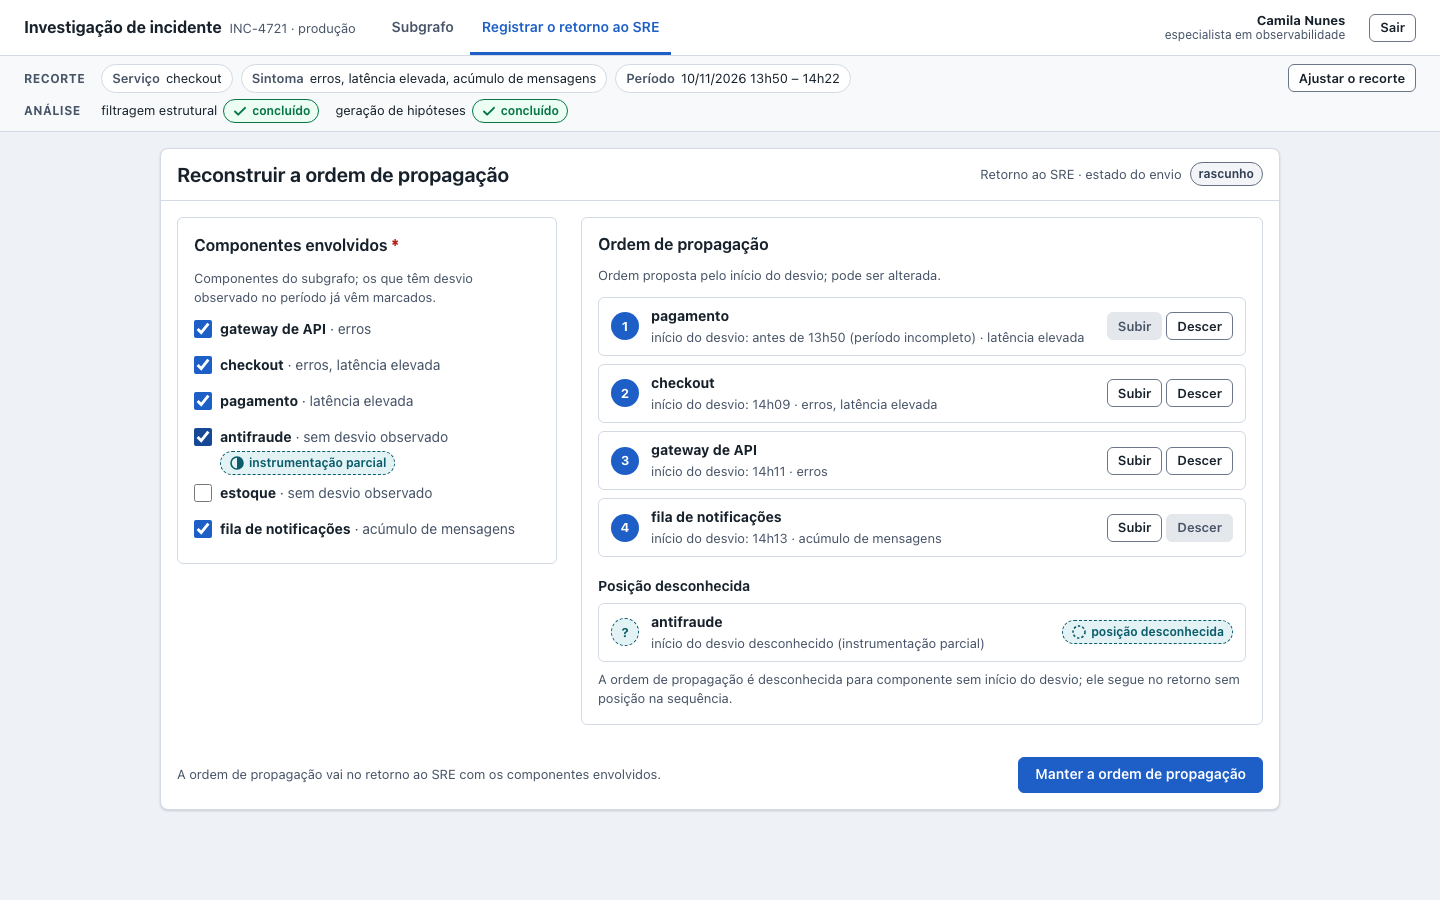 Investigação de incidente INC-4721 · produção
Subgrafo
Registrar o retorno ao SRE
Camila Nunes
especialista em observabilidade
Sair
RECORTE
Serviço checkout
Sintoma erros, latência elevada, acúmulo de mensagens
Período 10/11/2026 13h50 – 14h22
Ajustar o recorte
ANÁLISE
filtragem estrutural
concluído
geração de hipóteses
concluído
Reconstruir a ordem de propagação
Retorno ao SRE · estado do envio
rascunho
Componentes envolvidos *
Componentes do subgrafo; os que têm desvio
observado no período já vêm marcados.
gateway de API · erros
checkout · erros, latência elevada
pagamento · latência elevada
antifraude · sem desvio observado
instrumentação parcial
estoque · sem desvio observado
fila de notificações · acúmulo de mensagens
Ordem de propagação
Ordem proposta pelo início do desvio; pode ser alterada.
1
pagamento
início do desvio: antes de 13h50 (período incompleto) · latência elevada
Subir
Descer
2
checkout
início do desvio: 14h09 · erros, latência elevada
Subir
Descer
3
gateway de API
início do desvio: 14h11 · erros
Subir
Descer
4
fila de notificações
início do desvio: 14h13 · acúmulo de mensagens
Subir
Descer
Posição desconhecida
?
antifraude
início do desvio desconhecido (instrumentação parcial)
posição desconhecida
A ordem de propagação é desconhecida para componente sem início do desvio; ele segue no retorno sem
posição na sequência.
A ordem de propagação vai no retorno ao SRE com os componentes envolvidos.
Manter a ordem de propagação